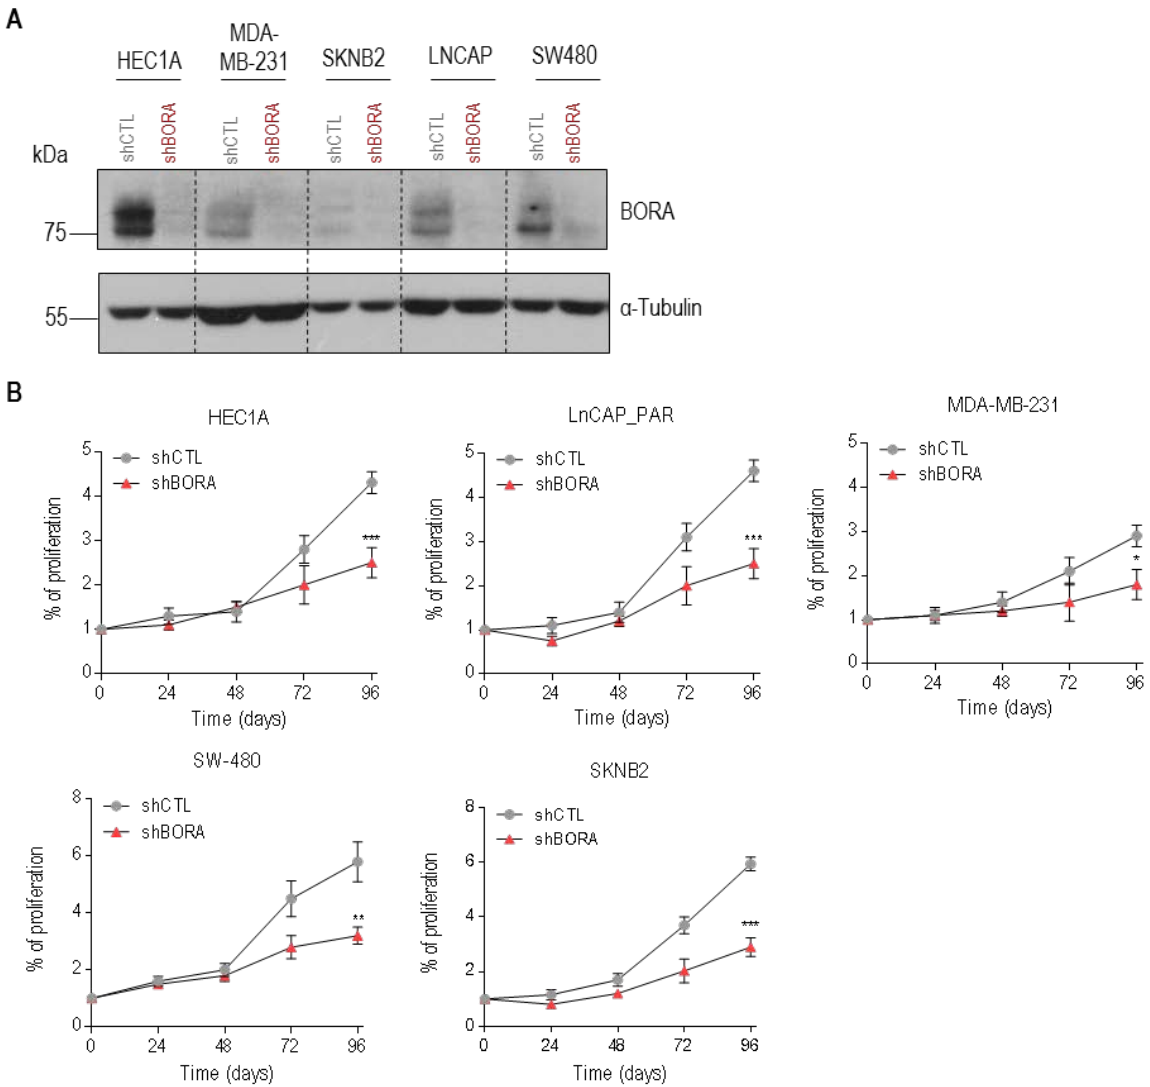 A
HEC1A
MDA-
MB-231
SKNB2
LNCAP
SW480
kDa
shCTL
shBORA
shCTL
shBORA
shCTL
shBORA
shCTL
shBORA
shCTL
shBORA
75
BORA
55
α-Tubulin
B
HEC1A
% of proliferation
5
4
3
2
1
0
shCTL
shBORA
***
0 24 48 72 96
Time (days)
LnCAP_PAR
% of proliferation
5
4
3
2
1
0
shCTL
shBORA
***
0 24 48 72 96
Time (days)
MDA-MB-231
% of proliferation
5
4
3
2
1
0
shCTL
shBORA
*
0 24 48 72 96
Time (days)
SW-480
% of proliferation
8
6
4
2
0
shCTL
shBORA
**
0 24 48 72 96
Time (days)
SKNB2
% of proliferation
8
6
4
2
0
shCTL
shBORA
***
0 24 48 72 96
Time (days)